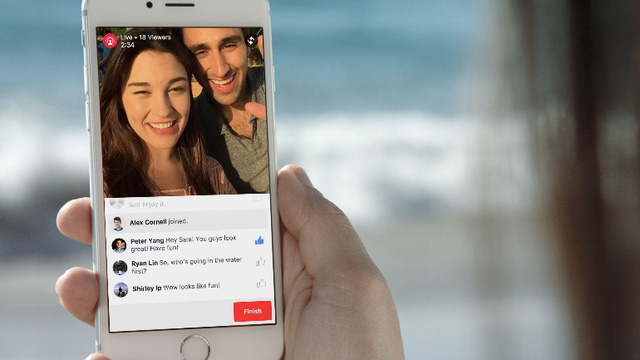 Live • 18 Viewers
2:34
Alex Cornell joined.
Peter Yang Hey Sara! You guys look
great! Have fun!
Ryan Lin So, who's going in the water
first?
Shirley Ip Wow looks like fun!
Finish